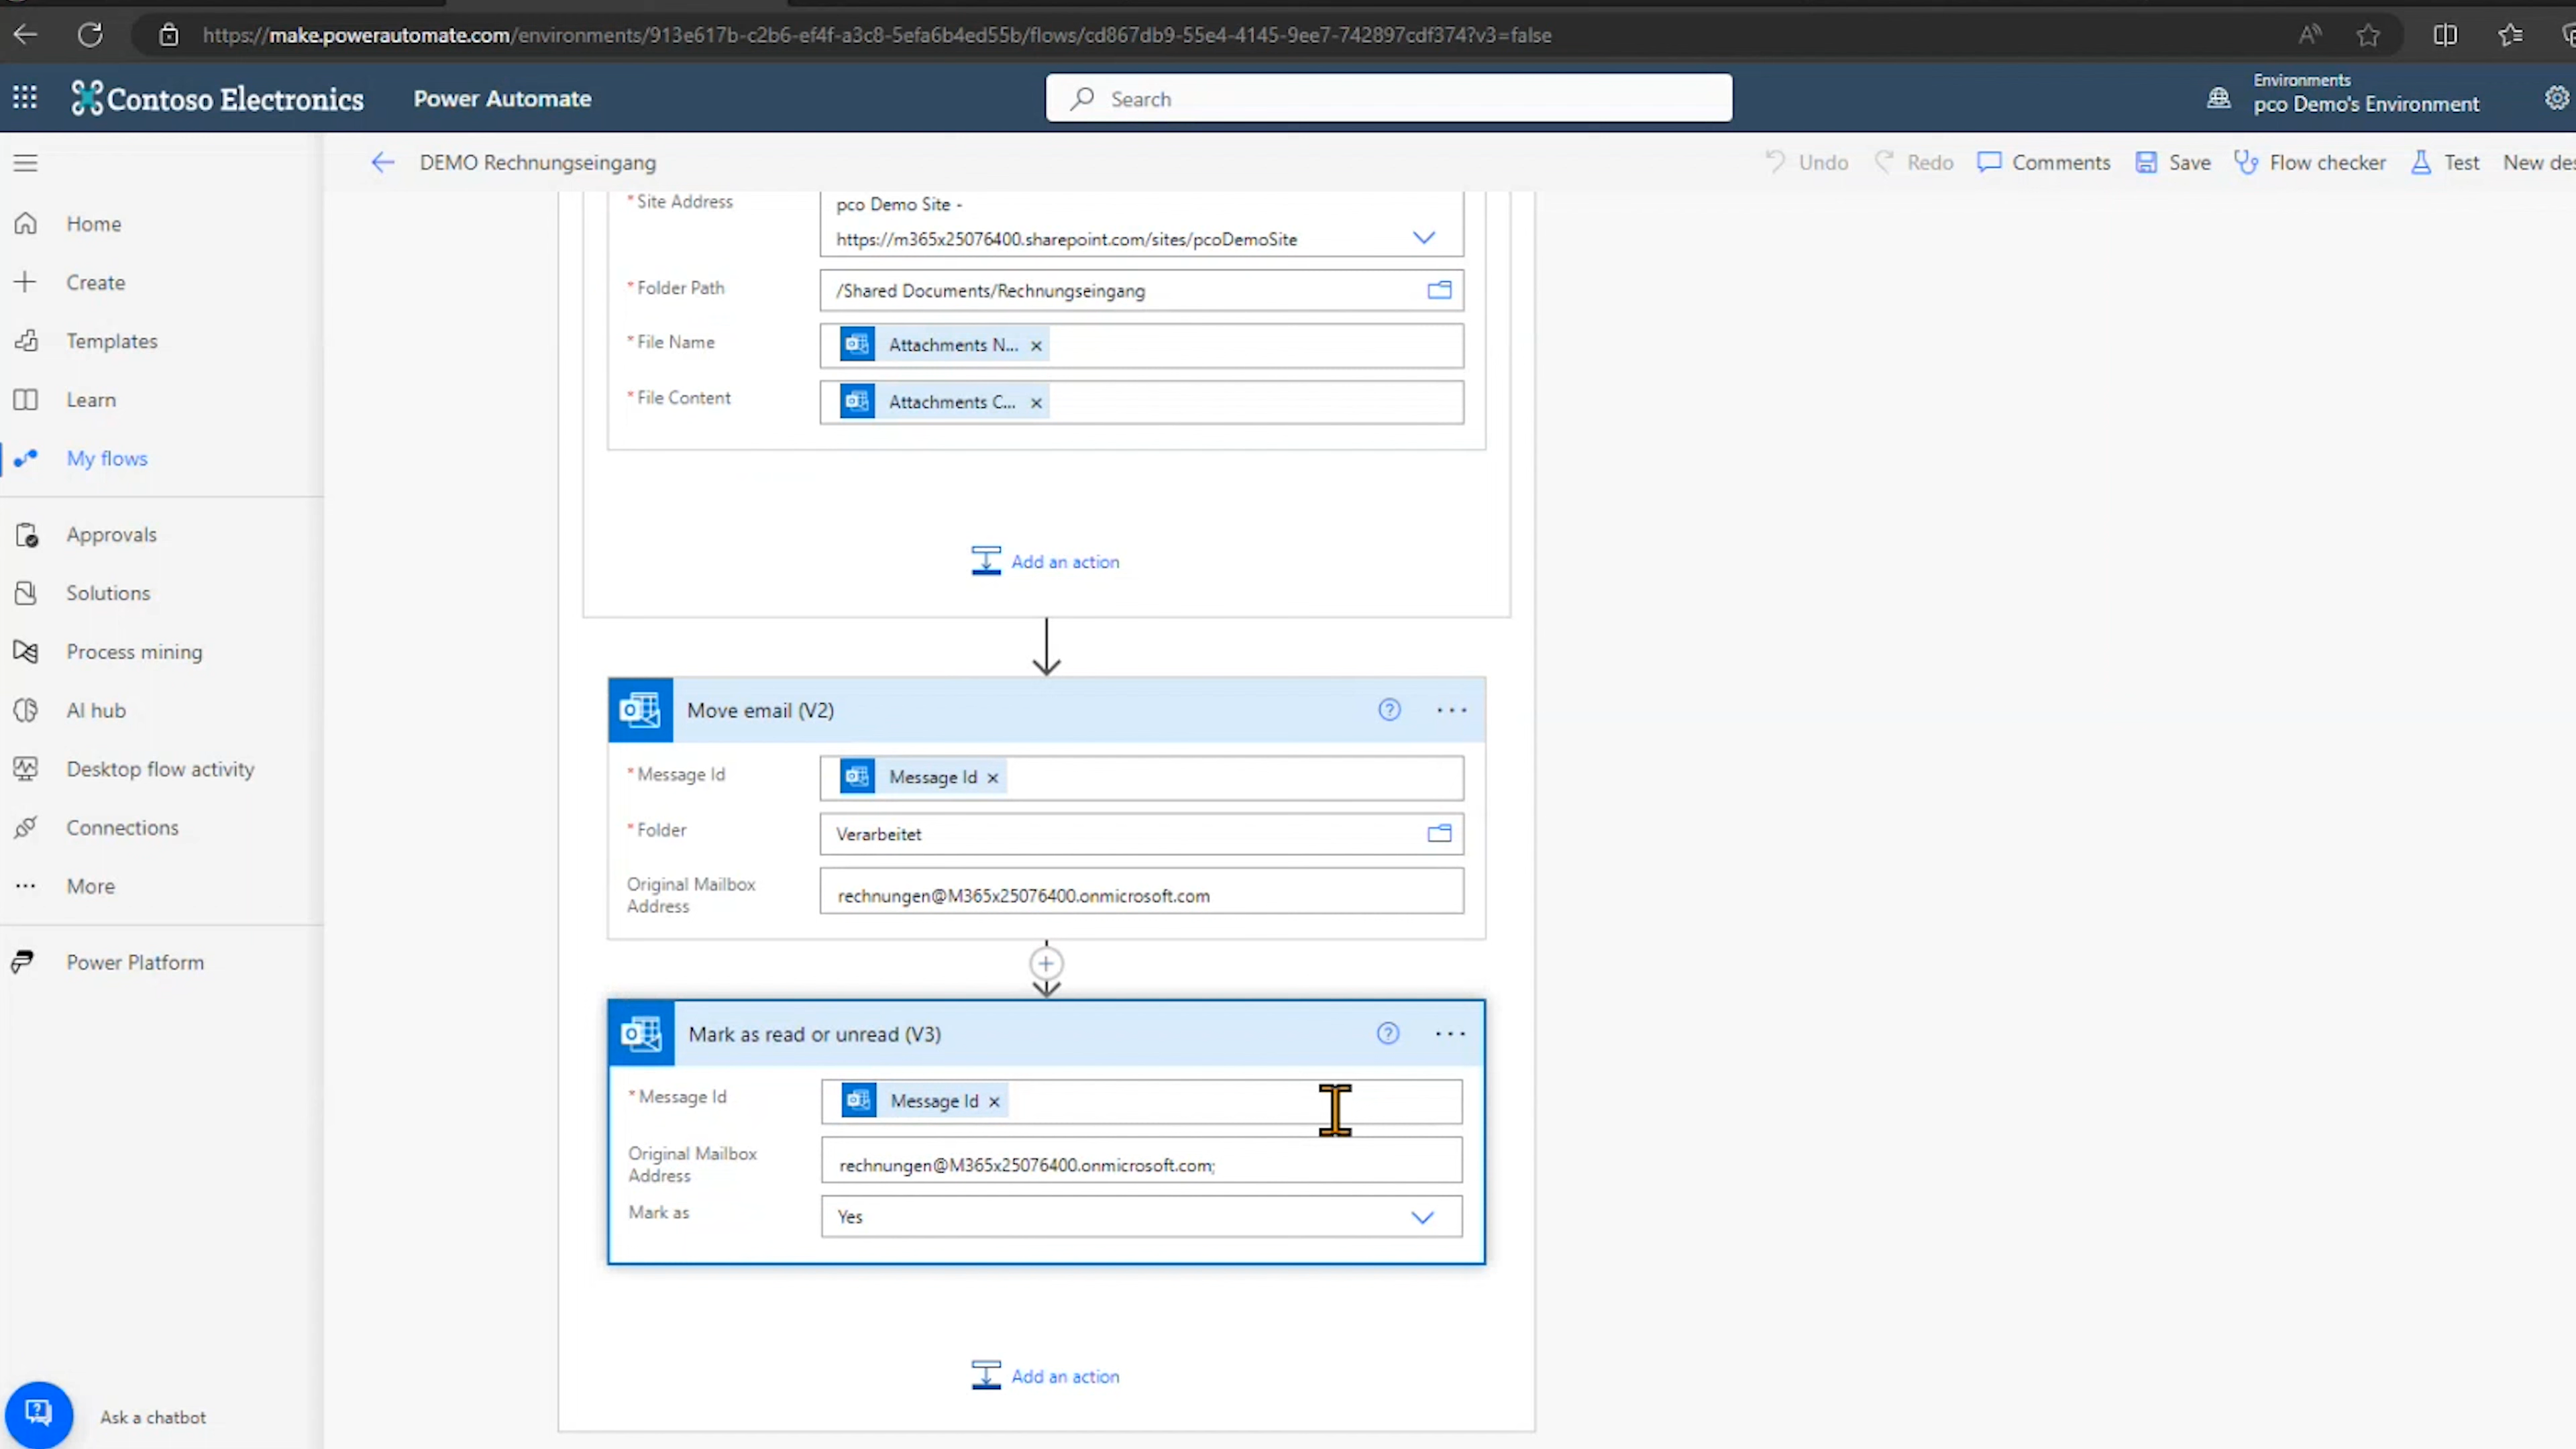 https://make.powerautomate.com/environments/913e617b-c2b6-ef4f-a3c8-5efa6b4ed55b/flows/cd867db9-55e4-4145-9ee7-742897cdf374?v3=false
Contoso Electronics
Power Automate
Search
Environments
pco Demo's Environment
DEMO Rechnungseingang
Undo
Redo
Comments
Save
Flow checker
Test
New des
Home
Create
Templates
Learn
My flows
Approvals
Solutions
Process mining
AI hub
Desktop flow activity
Connections
More
Power Platform
Ask a chatbot
* Site Address
pco Demo Site -
https://m365x25076400.sharepoint.com/sites/pcoDemoSite
* Folder Path
/Shared Documents/Rechnungseingang
* File Name
Attachments N... ×
* File Content
Attachments C... ×
Add an action
Move email (V2)
* Message Id
Message Id ×
* Folder
Verarbeitet
Original Mailbox
Address
rechnungen@M365x25076400.onmicrosoft.com
Mark as read or unread (V3)
* Message Id
Message Id ×
Original Mailbox
Address
rechnungen@M365x25076400.onmicrosoft.com;
Mark as
Yes
Add an action